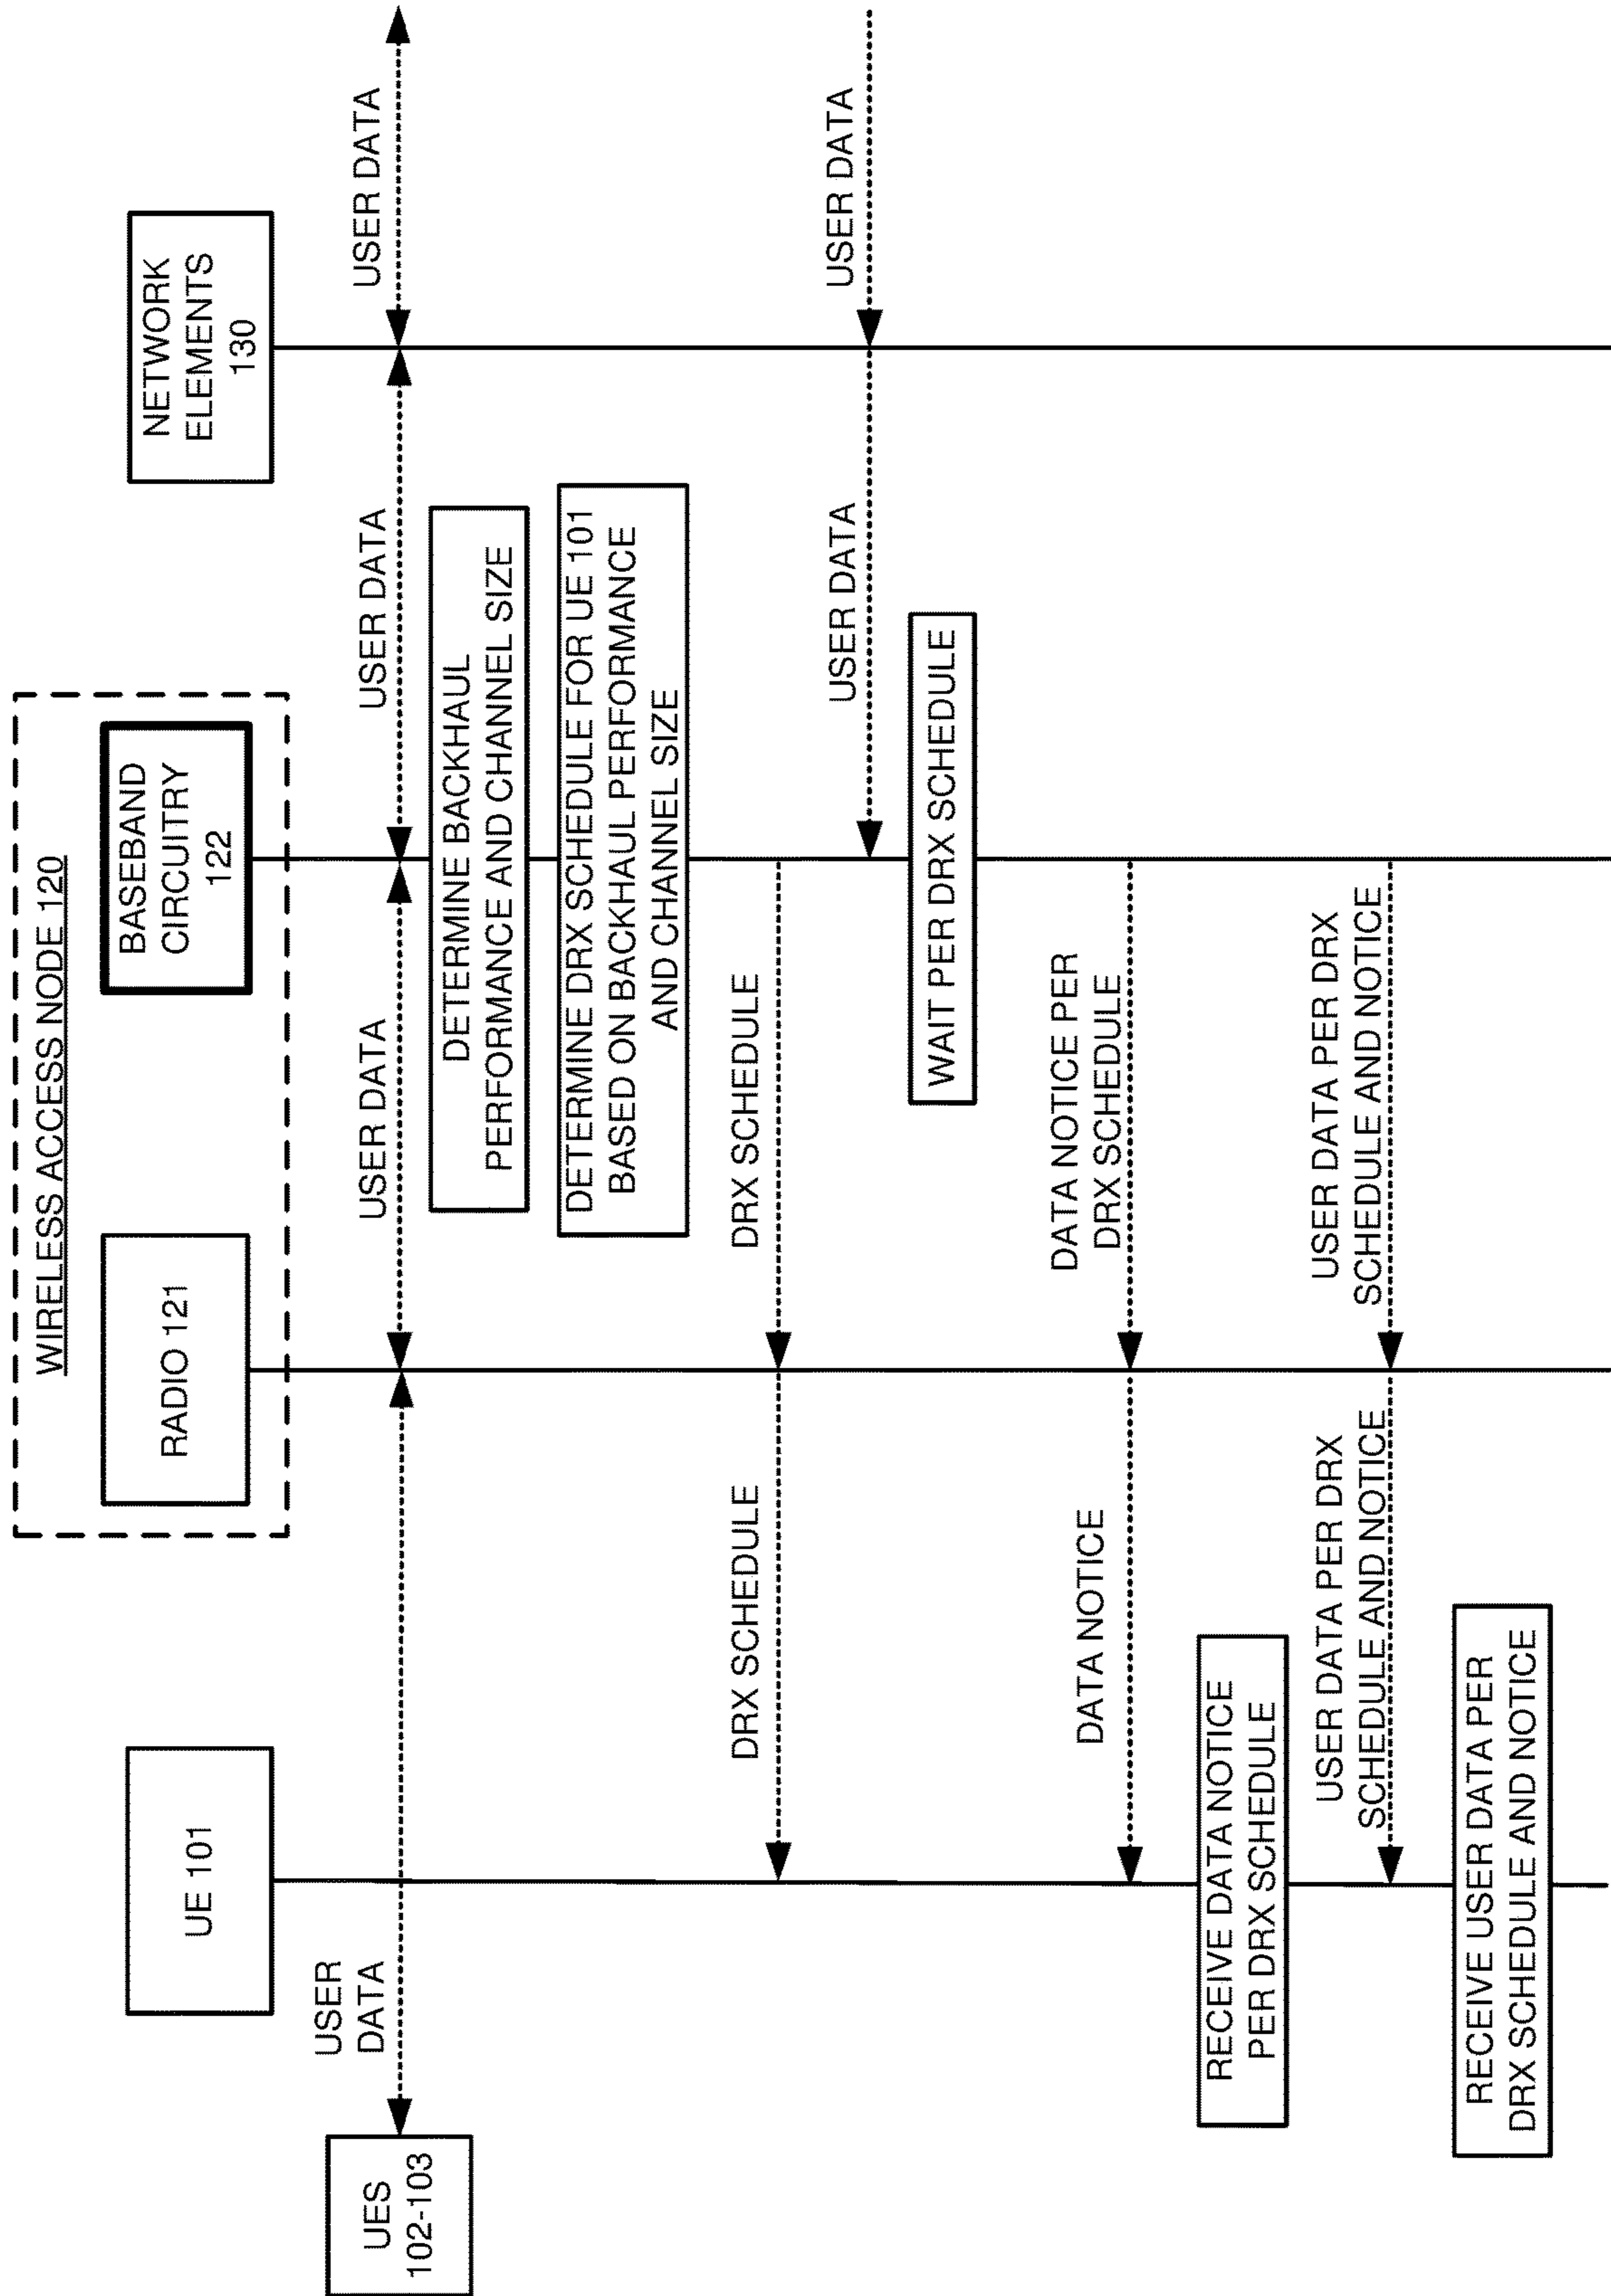 WIRELESS ACCESS NODE 120
UE 101
RADIO 121
BASEBAND
CIRCUITRY
122
NETWORK
ELEMENTS
130
UES
102-103
USER
DATA
USER DATA
USER DATA
USER DATA
DETERMINE BACKHAUL
PERFORMANCE AND CHANNEL SIZE
DETERMINE DRX SCHEDULE FOR UE 101
BASED ON BACKHAUL PERFORMANCE
AND CHANNEL SIZE
DRX SCHEDULE
DRX SCHEDULE
USER DATA
USER DATA
WAIT PER DRX SCHEDULE
DATA NOTICE
DATA NOTICE PER
DRX SCHEDULE
RECEIVE DATA NOTICE
PER DRX SCHEDULE
USER DATA PER DRX
SCHEDULE AND NOTICE
USER DATA PER DRX
SCHEDULE AND NOTICE
RECEIVE USER DATA PER
DRX SCHEDULE AND NOTICE